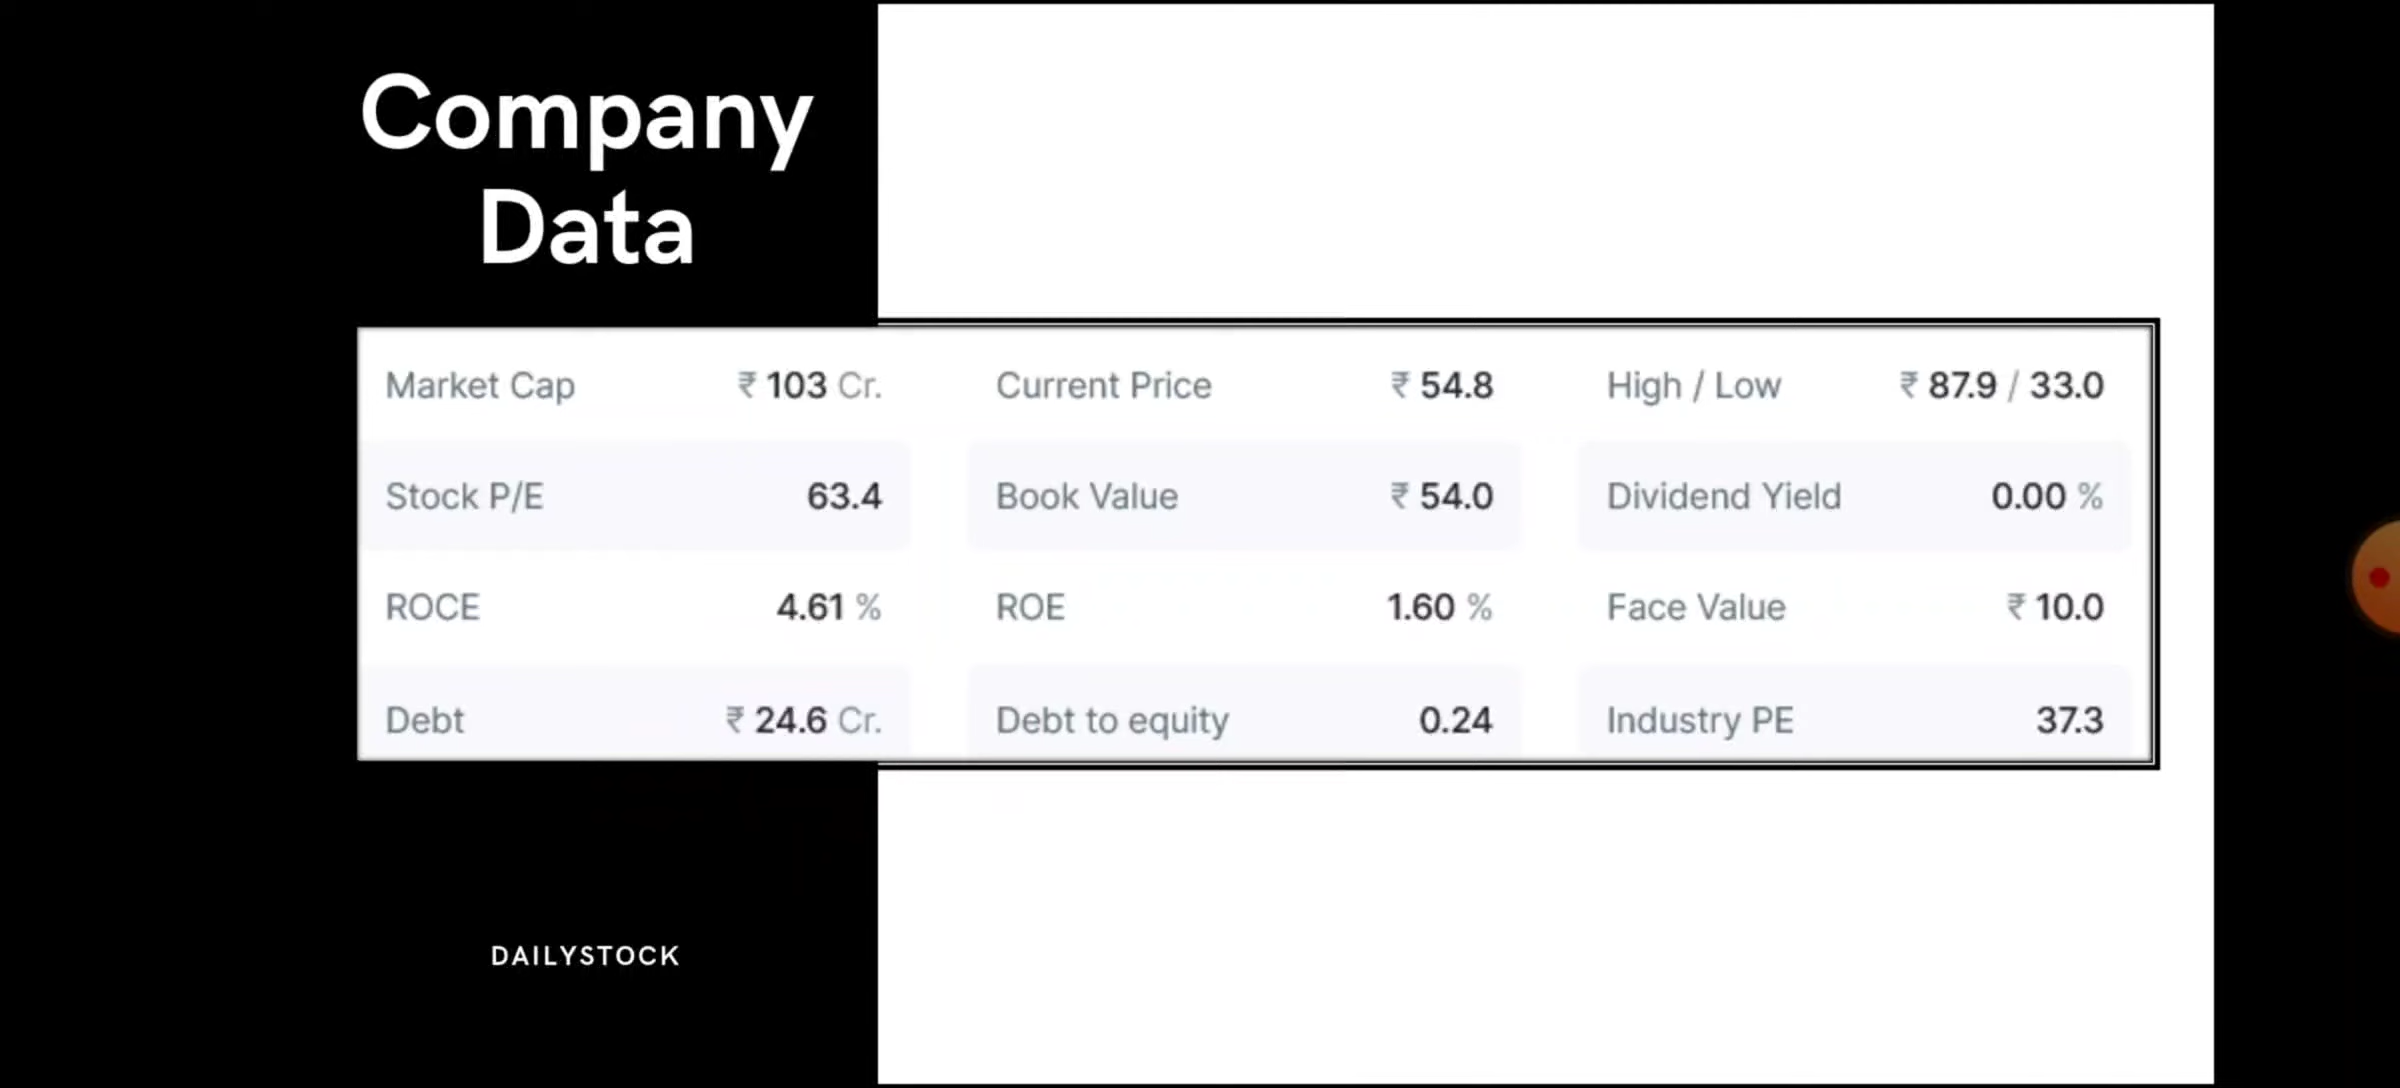 Company
Data
Market Cap ₹ 103 Cr. Current Price ₹ 54.8 High / Low ₹ 87.9 / 33.0
Stock P/E 63.4 Book Value ₹ 54.0 Dividend Yield 0.00 %
ROCE 4.61 % ROE 1.60 % Face Value ₹ 10.0
Debt ₹ 24.6 Cr. Debt to equity 0.24 Industry PE 37.3
DAILYSTOCK